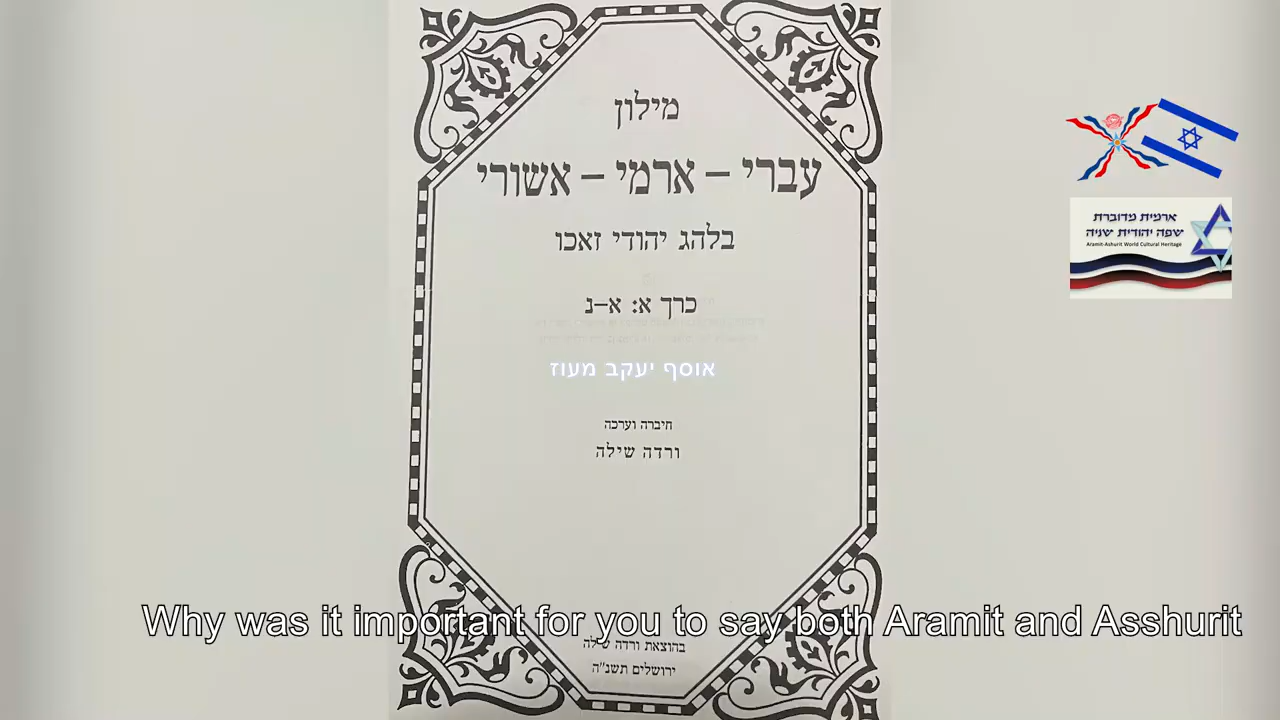 מילון
עברי – ארמי – אשורי
בלהג יהודי זאכו
כרך א: א–נ
אוסף יעקב מעוז
חיברה וערכה
ורדה שילה
בהוצאת ורדה שילה
ירושלים תשנ"ה
ארמית מדוברת
שפה יהודית שניה
Aramit-Ashurit World Cultural Heritage
Why was it important for you to say both Aramit and Asshurit